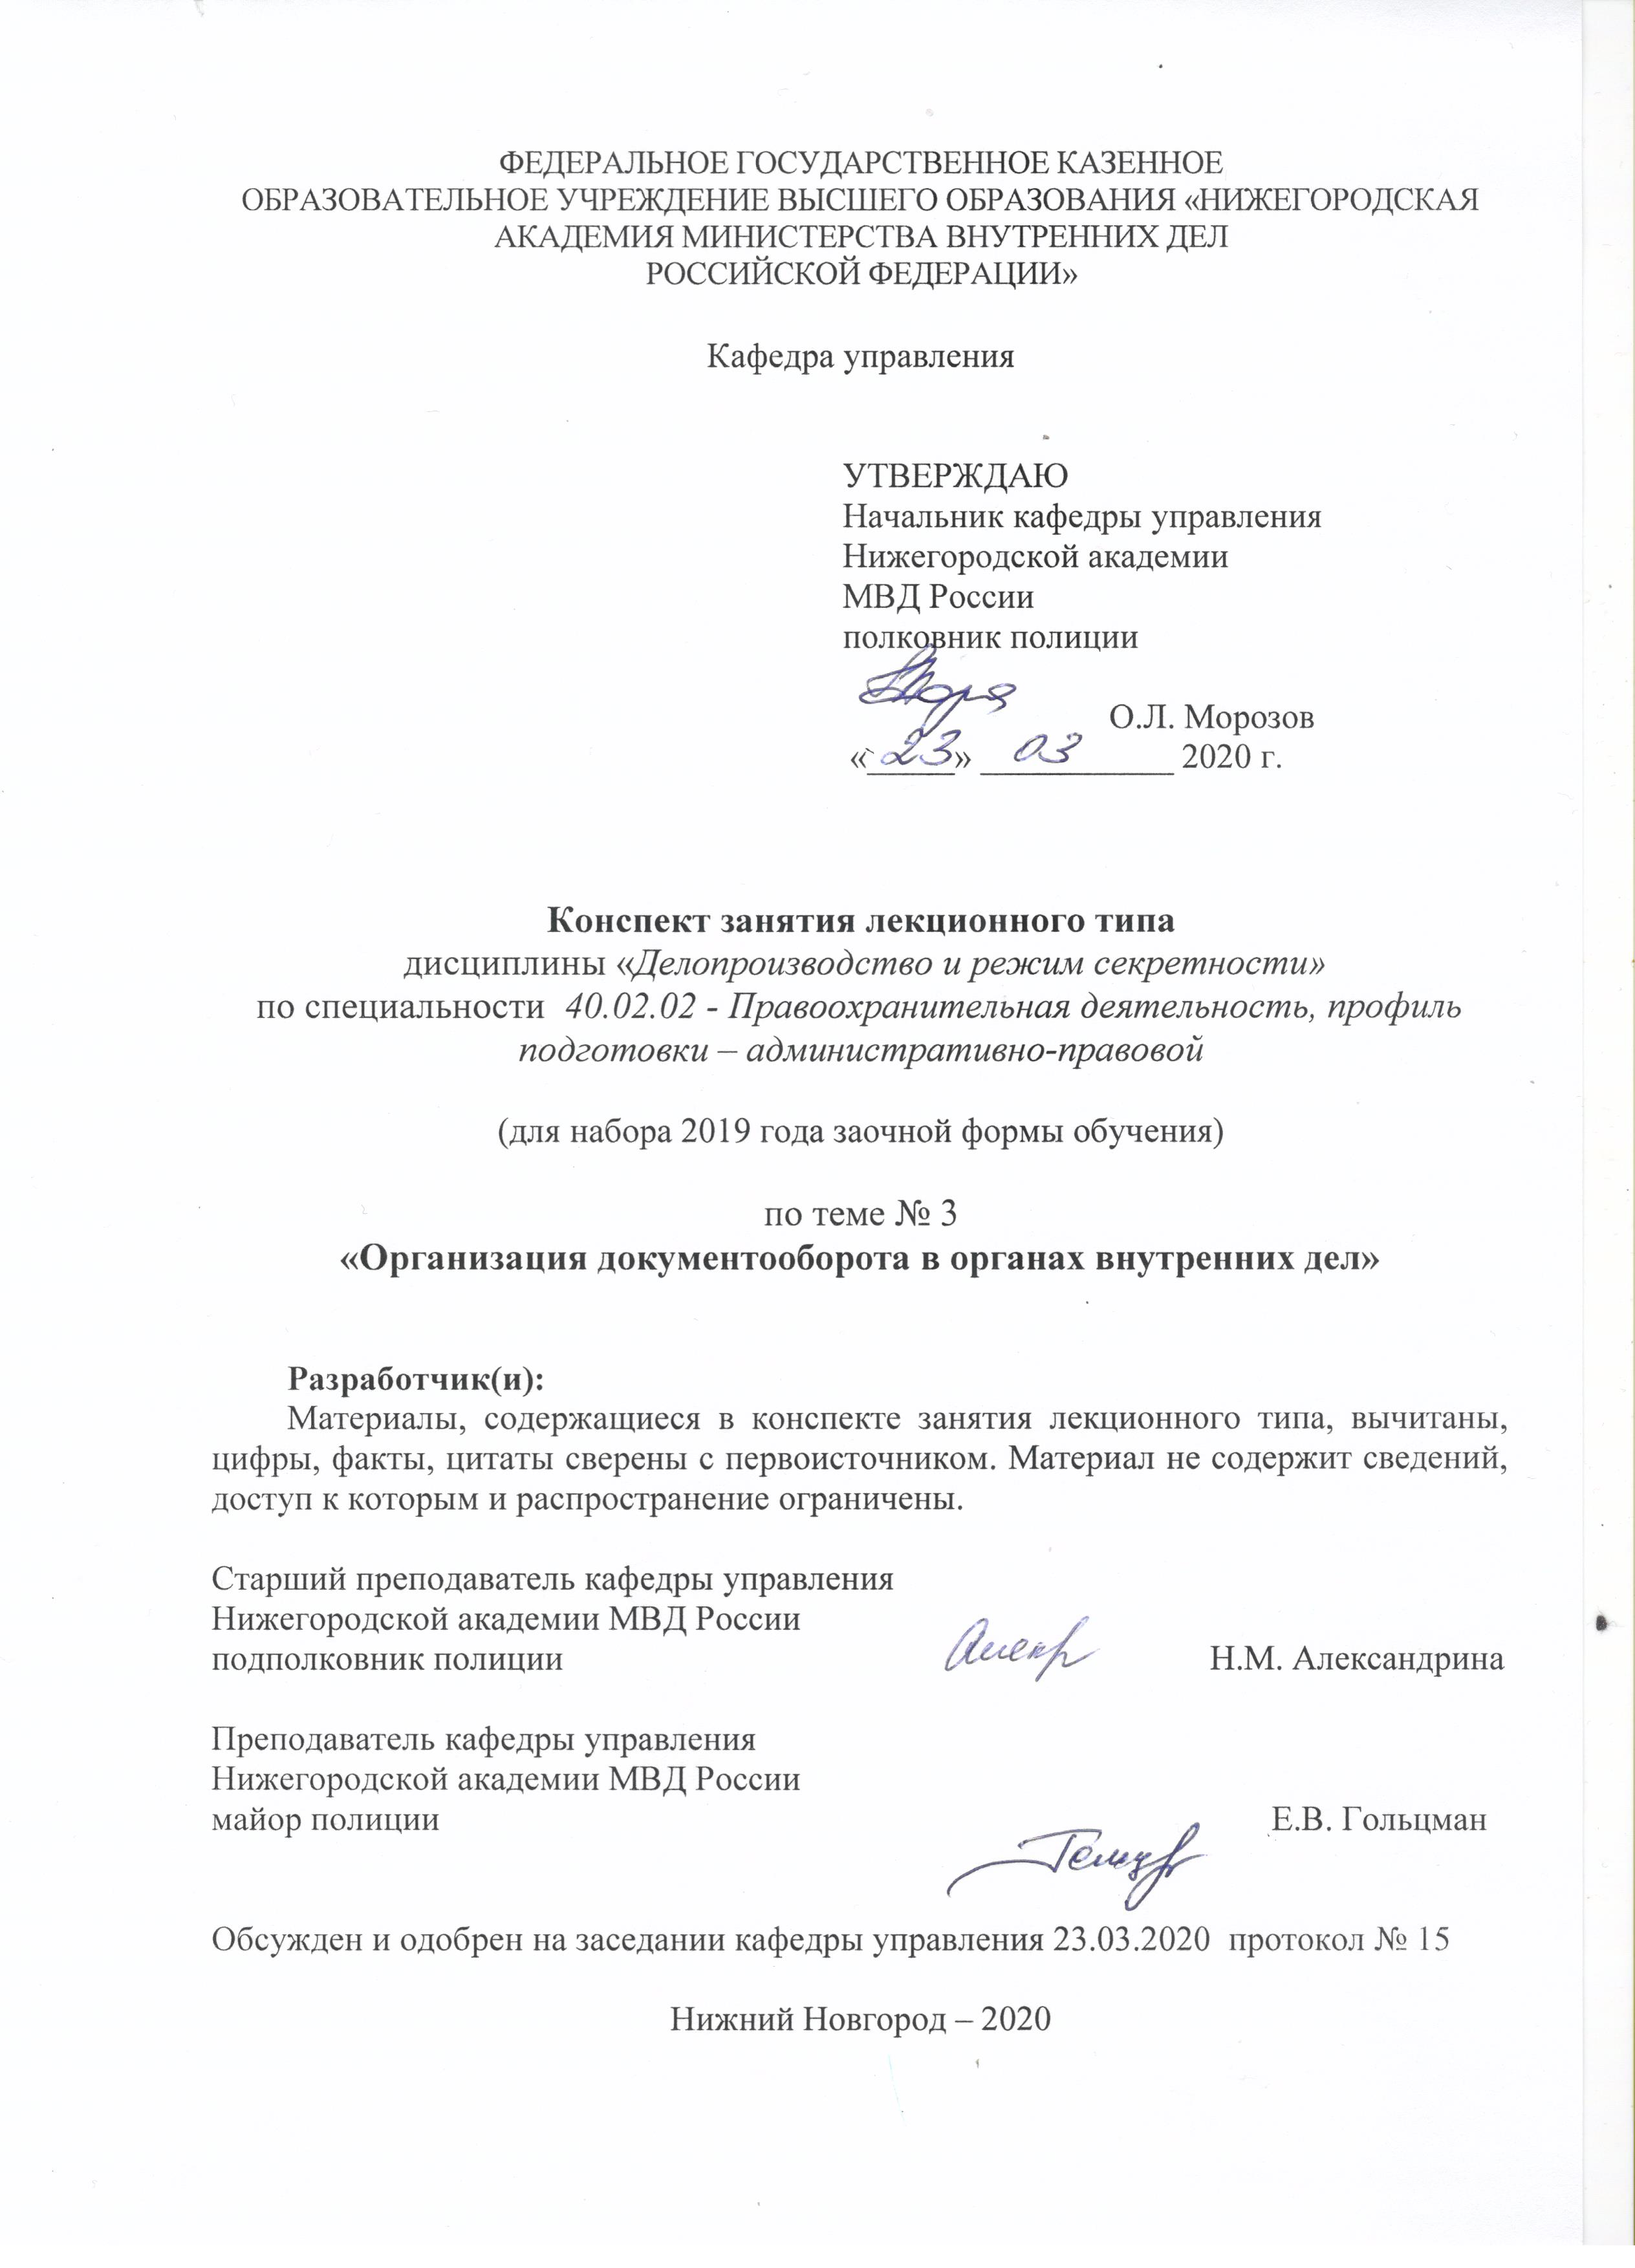 ФЕДЕРАЛЬНОЕ ГОСУДАРСТВЕННОЕ КАЗЕННОЕ
ОБРАЗОВАТЕЛЬНОЕ УЧРЕЖДЕНИЕ ВЫСШЕГО ОБРАЗОВАНИЯ «НИЖЕГОРОДСКАЯ
АКАДЕМИЯ МИНИСТЕРСТВА ВНУТРЕННИХ ДЕЛ
РОССИЙСКОЙ ФЕДЕРАЦИИ»
Кафедра управления
УТВЕРЖДАЮ
Начальник кафедры управления
Нижегородской академии
МВД России
полковник полиции
О.Л. Морозов
«23» 03 2020 г.
Конспект занятия лекционного типа
дисциплины «Делопроизводство и режим секретности»
по специальности 40.02.02 - Правоохранительная деятельность, профиль
подготовки – административно-правовой
(для набора 2019 года заочной формы обучения)
по теме № 3
«Организация документооборота в органах внутренних дел»
Разработчик(и):
Материалы, содержащиеся в конспекте занятия лекционного типа, вычитаны,
цифры, факты, цитаты сверены с первоисточником. Материал не содержит сведений,
доступ к которым и распространение ограничены.
Старший преподаватель кафедры управления
Нижегородской академии МВД России
подполковник полиции Н.М. Александрина
Преподаватель кафедры управления
Нижегородской академии МВД России
майор полиции Е.В. Гольцман
Обсужден и одобрен на заседании кафедры управления 23.03.2020 протокол № 15
Нижний Новгород – 2020